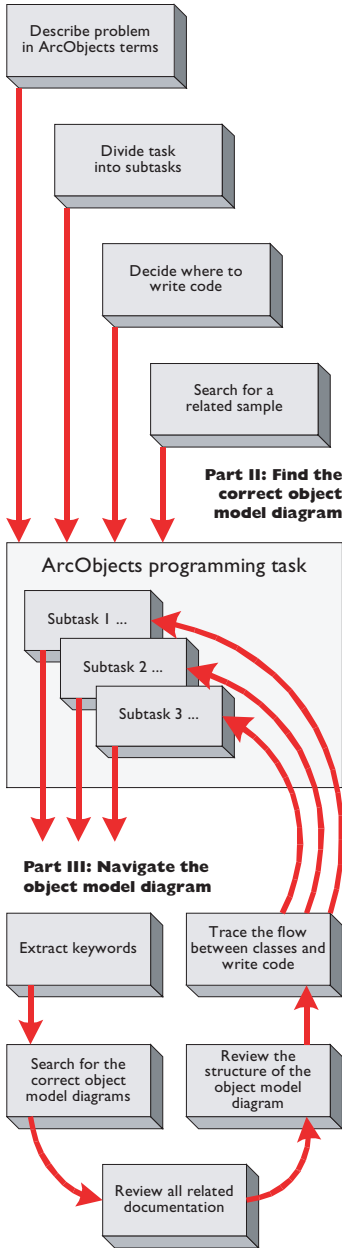 Describe problem
in ArcObjects terms
Divide task
into subtasks
Decide where to
write code
Search for a
related sample
Part II: Find the
correct object
model diagram
ArcObjects programming task
Subtask 1 ...
Subtask 2 ...
Subtask 3 ...
Part III: Navigate the
object model diagram
Extract keywords
Search for the
correct object
model diagrams
Review all related
documentation
Review the
structure of the
object model
diagram
Trace the flow
between classes and
write code